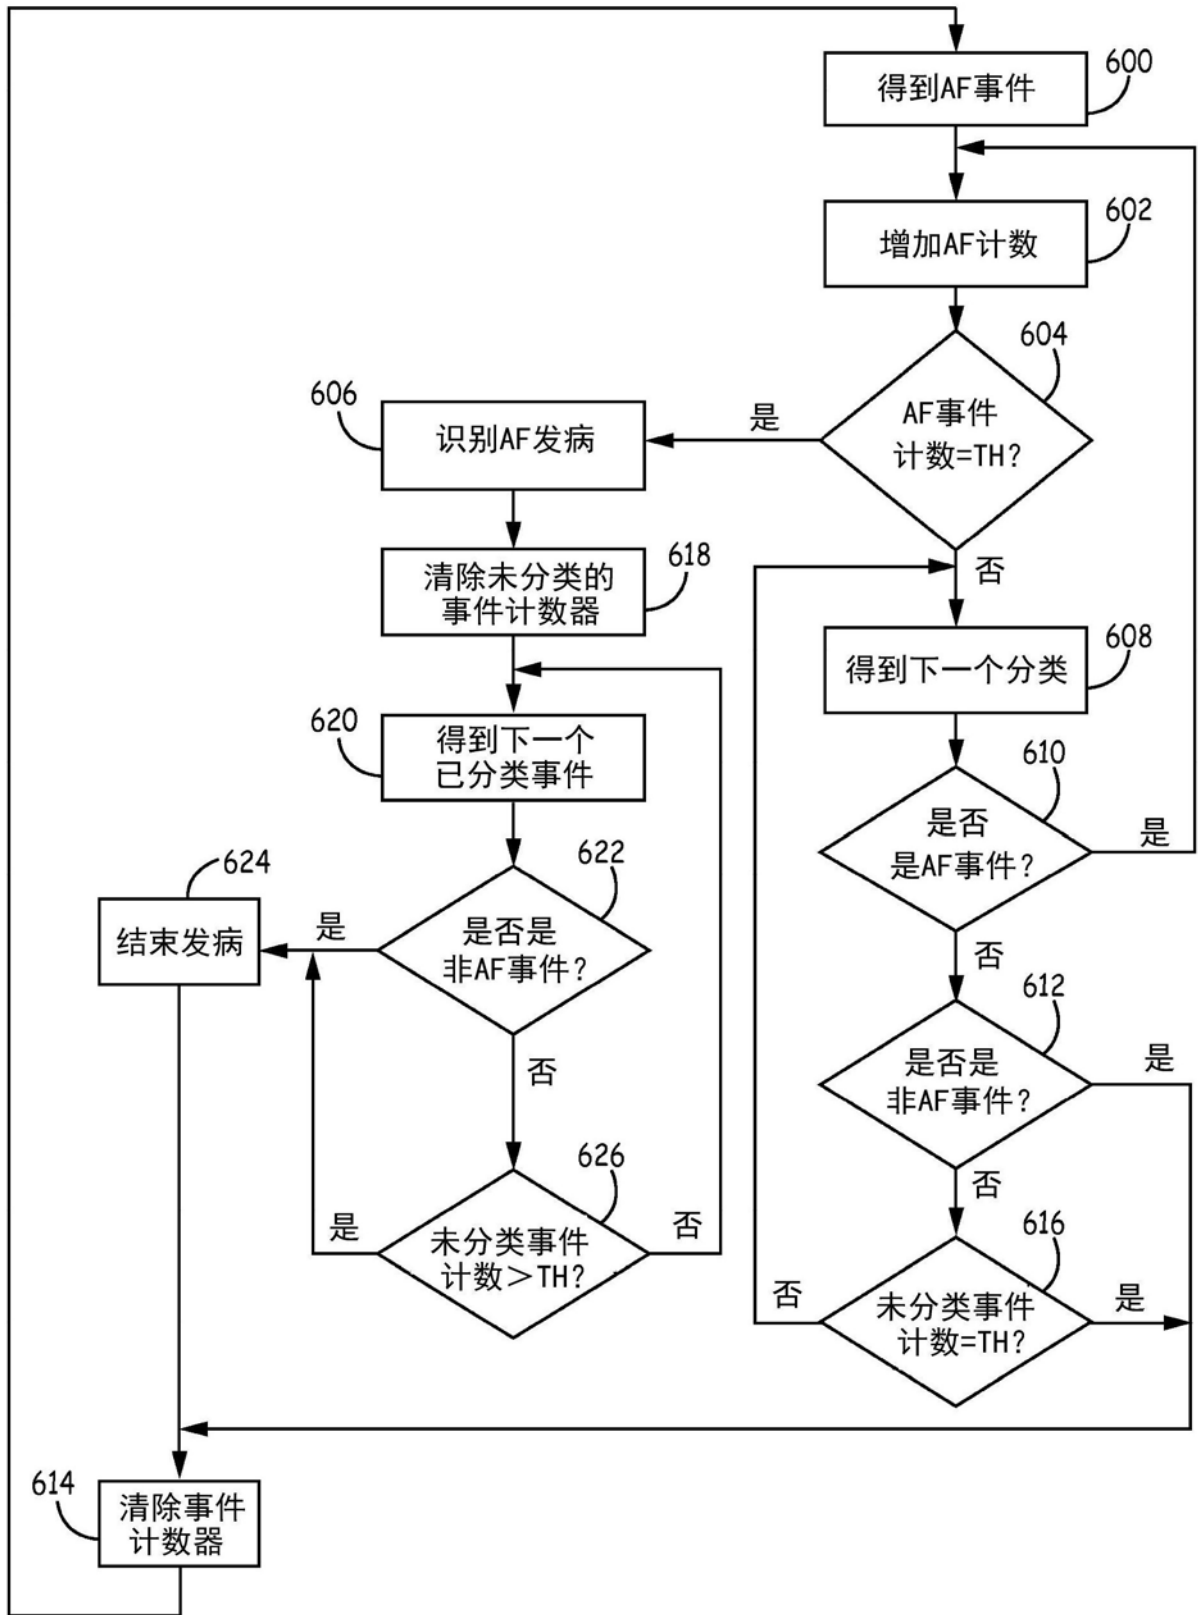 得到AF事件
600
增加AF计数
602
AF事件
计数=TH?
604
是
否
识别AF发病
606
清除未分类的
事件计数器
618
得到下一个分类
608
得到下一个
已分类事件
620
是否
是AF事件?
610
是
否
结束发病
624
是
是否是
非AF事件?
622
否
是否是
非AF事件?
612
是
否
未分类事件
计数>TH?
626
是
否
未分类事件
计数=TH?
616
否
是
清除事件
计数器
614